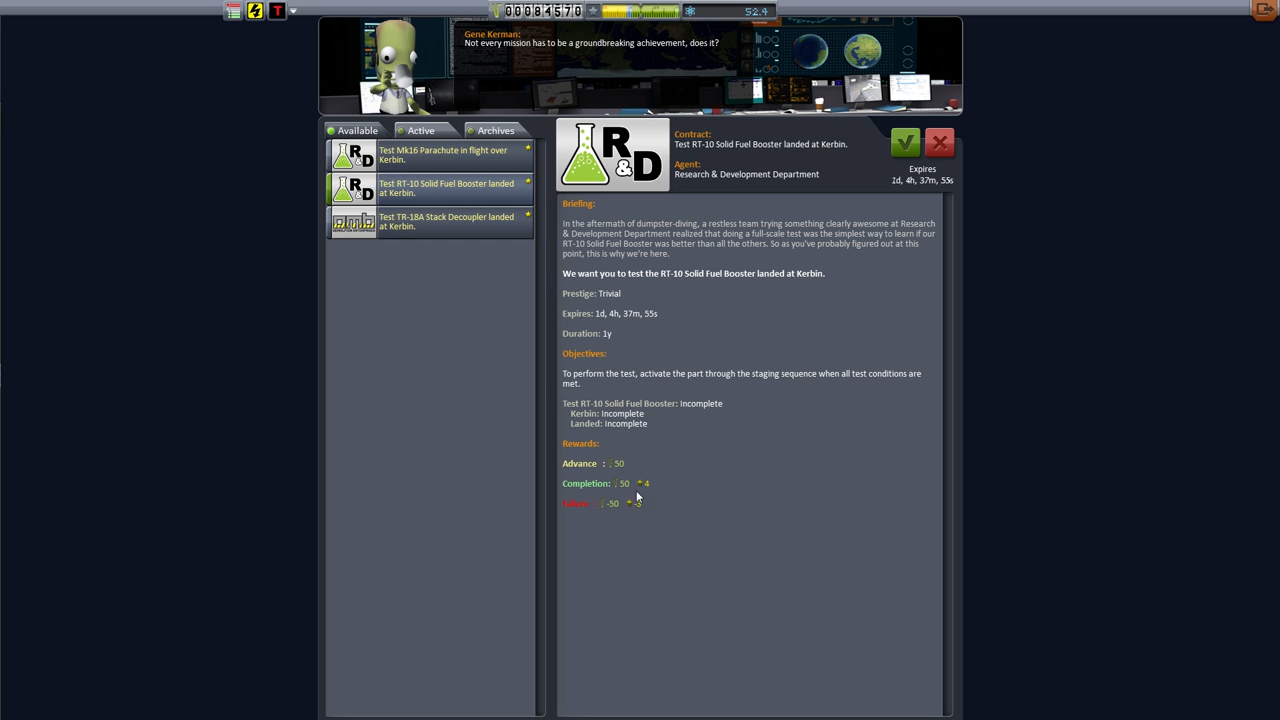 T
00084570
52.4
Gene Kerman:
Not every mission has to be a groundbreaking achievement, does it?
Available
Active
Archives
R&D
Test Mk16 Parachute in flight over
Kerbin.
R&D
Test RT-10 Solid Fuel Booster landed
at Kerbin.
Test TR-18A Stack Decoupler landed
at Kerbin.
R&D
Contract:
Test RT-10 Solid Fuel Booster landed at Kerbin.
Agent:
Research & Development Department
Expires
1d, 4h, 37m, 55s
Briefing:
In the aftermath of dumpster-diving, a restless team trying something clearly awesome at Research
& Development Department realized that doing a full-scale test was the simplest way to learn if our
RT-10 Solid Fuel Booster was better than all the others. So as you've probably figured out at this
point, this is why we're here.
We want you to test the RT-10 Solid Fuel Booster landed at Kerbin.
Prestige: Trivial
Expires: 1d, 4h, 37m, 55s
Duration: 1y
Objectives:
To perform the test, activate the part through the staging sequence when all test conditions are
met.
Test RT-10 Solid Fuel Booster: Incomplete
Kerbin: Incomplete
Landed: Incomplete
Rewards:
Advance : 50
Completion: 50 4
Failure : -50 -3